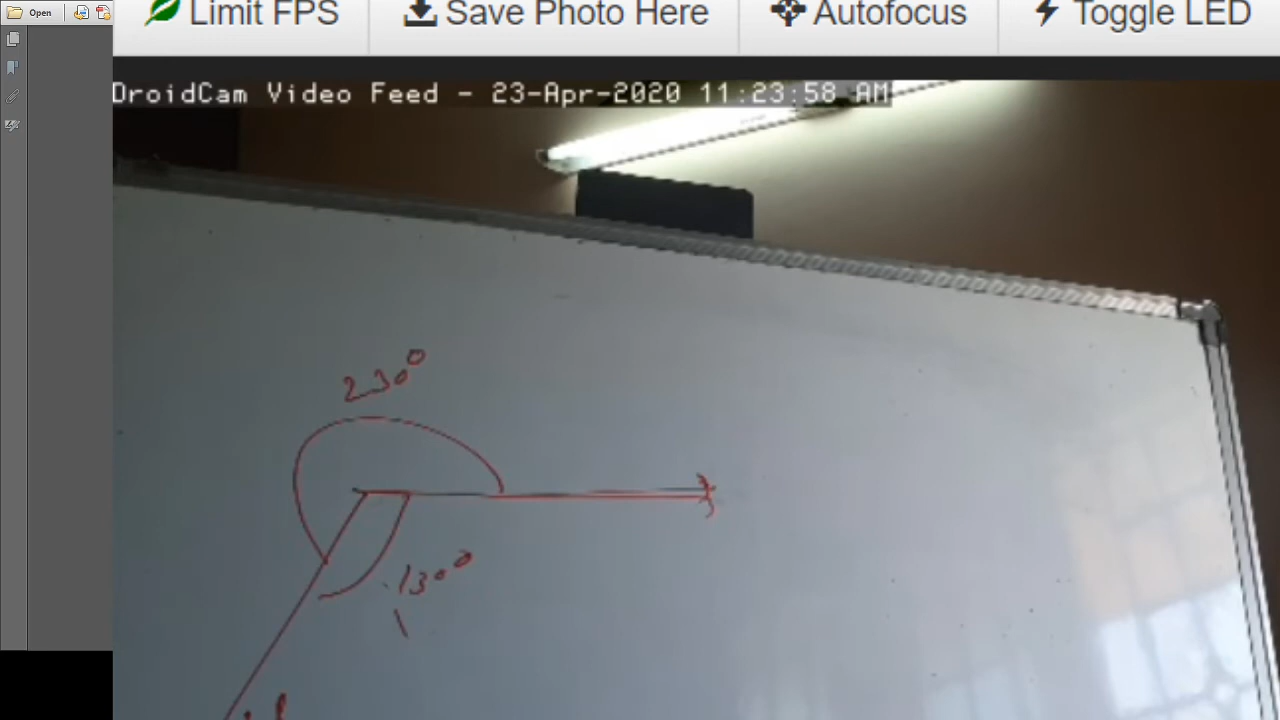 Open
Limit FPS Save Photo Here Autofocus Toggle LED
DroidCam Video Feed - 23-Apr-2020 11:23:58 AM
230°
130°